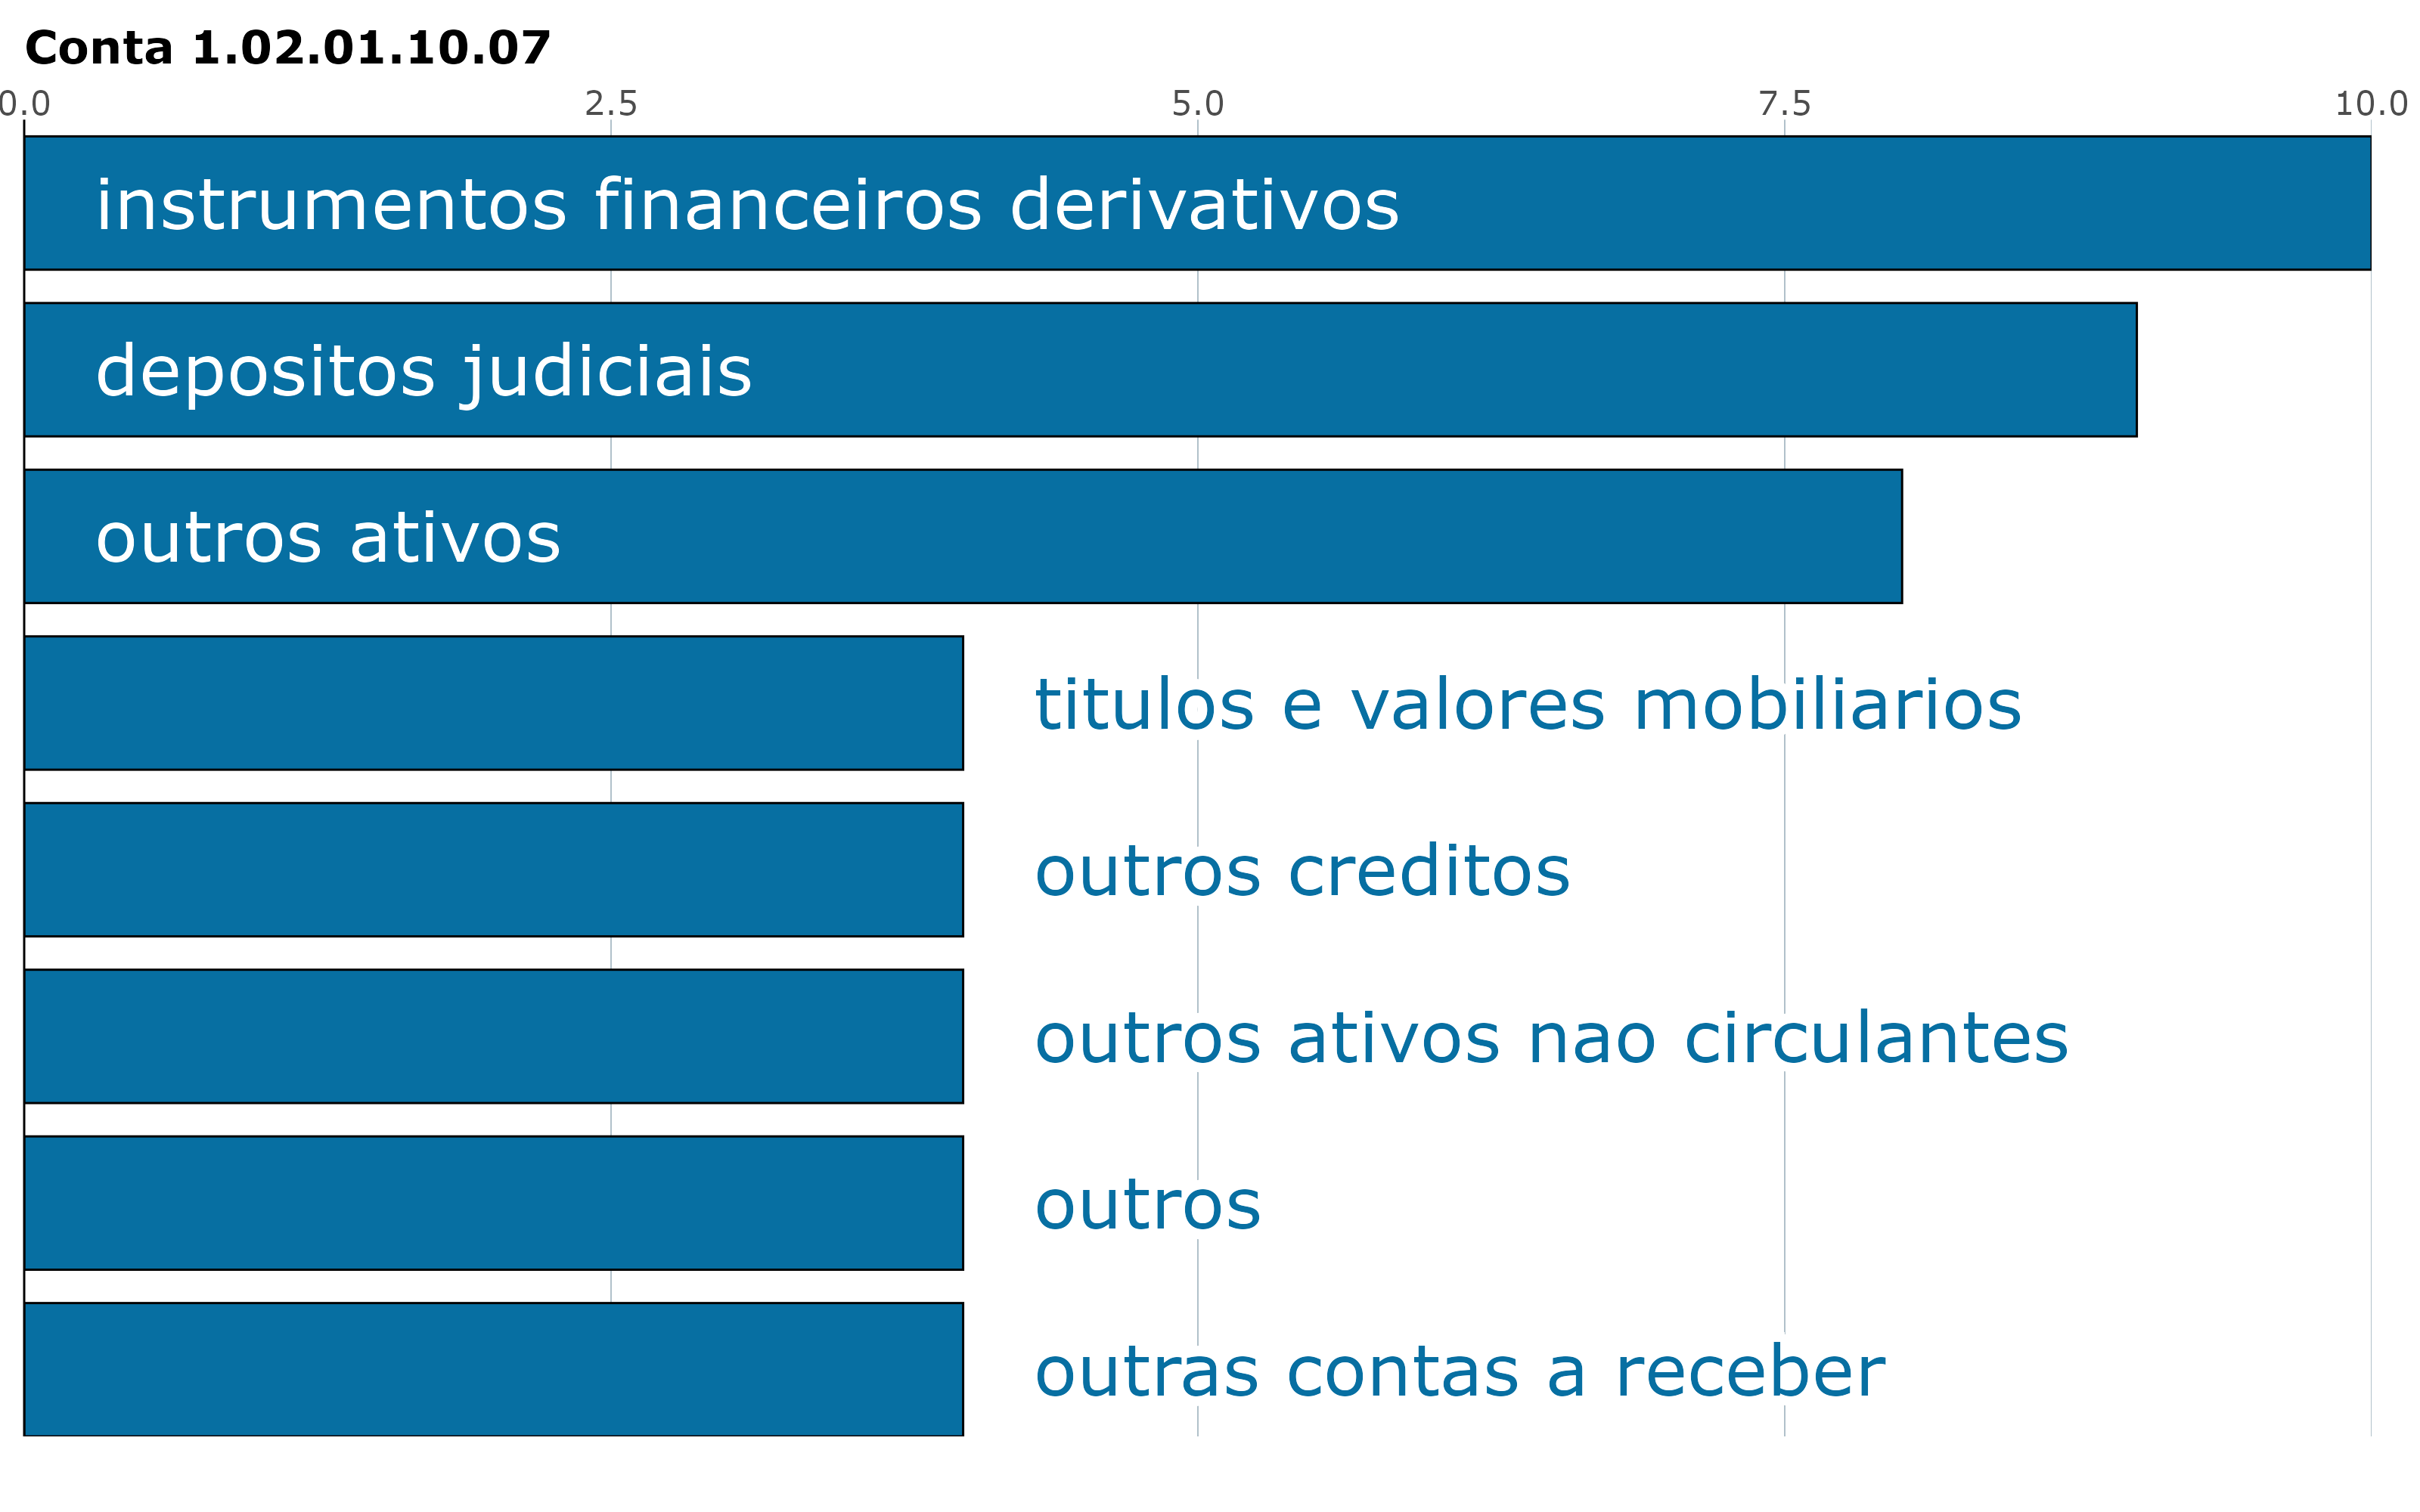 Conta 1.02.01.10.07
0.0 2.5 5.0 7.5 10.0
instrumentos financeiros derivativos
depositos judiciais
outros ativos
titulos e valores mobiliarios
outros creditos
outros ativos nao circulantes
outros
outras contas a receber